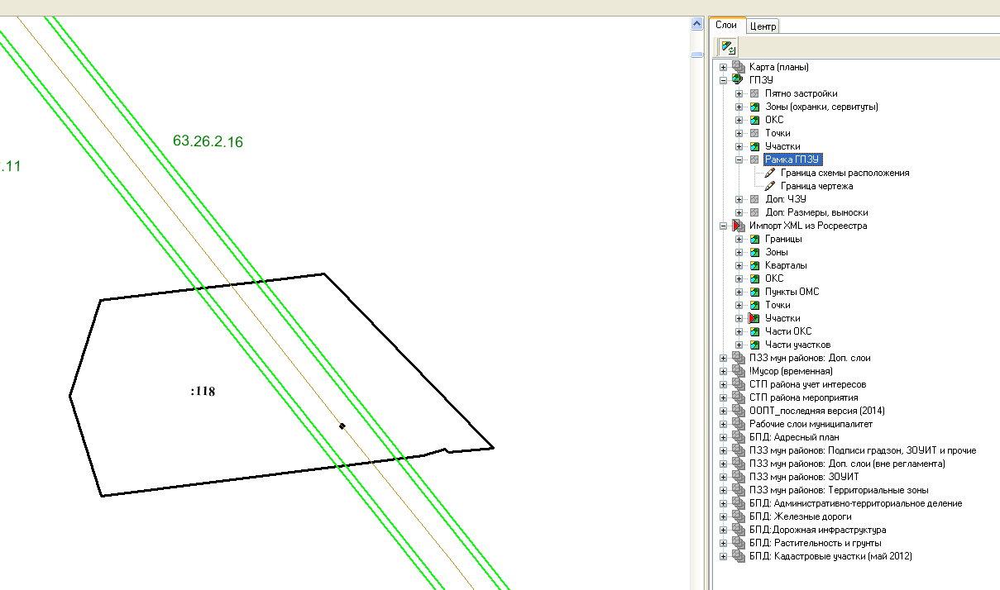 63.26.2.16
.11
:118
Слои
Центр
Карта (планы)
ГПЗУ
Пятно застройки
Зоны (охранки, сервитуты)
ОКС
Точки
Участки
Рамка ГПЗУ
Граница схемы расположения
Граница чертежа
Доп: ЧЗУ
Доп: Размеры, выноски
Импорт XML из Росреестра
Границы
Зоны
Кварталы
ОКС
Пункты ОМС
Точки
Участки
Части ОКС
Части участков
ПЗЗ мун районов: Доп. слои
!Мусор (временная)
СТП района учет интересов
СТП района мероприятия
ООПТ_последняя версия (2014)
Рабочие слои муниципалитет
БПД: Адресный план
ПЗЗ мун районов: Подписи градзон, ЗОУИТ и прочие
ПЗЗ мун районов: Доп. слои (вне регламента)
ПЗЗ мун районов: ЗОУИТ
ПЗЗ мун районов: Территориальные зоны
БПД: Административно-территориальное деление
БПД: Железные дороги
БПД:Дорожная инфраструктура
БПД: Растительность и грунты
БПД: Кадастровые участки (май 2012)